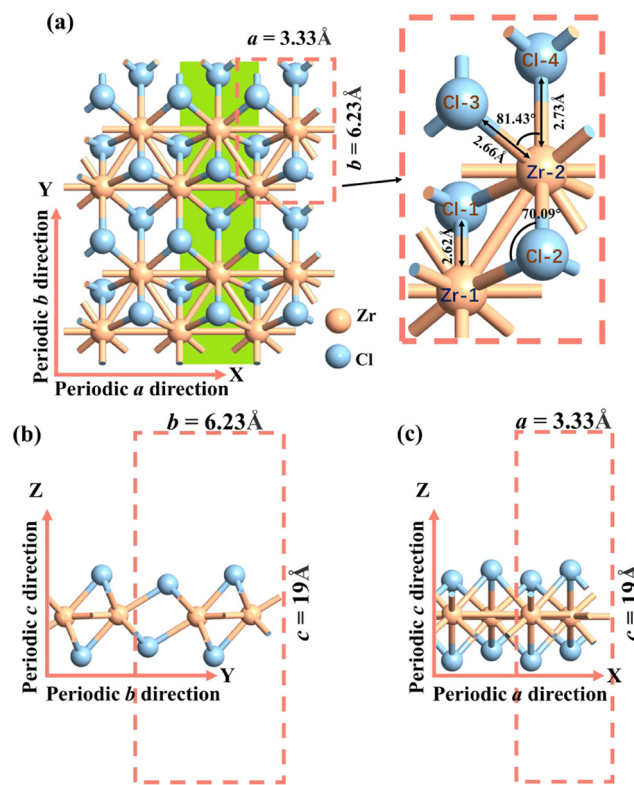 (a)
a = 3.33Å
b = 6.23Å
Y
Periodic b direction
X
Periodic a direction
Zr
Cl
Cl-4
Cl-3
81.43°
2.73Å
2.66Å
Zr-2
Cl-1
70.09°
2.62Å
Cl-2
Zr-1
(b)
b = 6.23Å
Z
Periodic c direction
c = 19Å
Y
Periodic b direction
(c)
a = 3.33Å
Z
Periodic c direction
c = 19Å
X
Periodic a direction